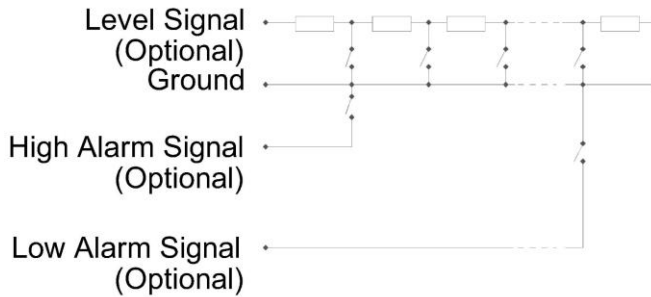 Level Signal
(Optional)
Ground
High Alarm Signal
(Optional)
Low Alarm Signal
(Optional)